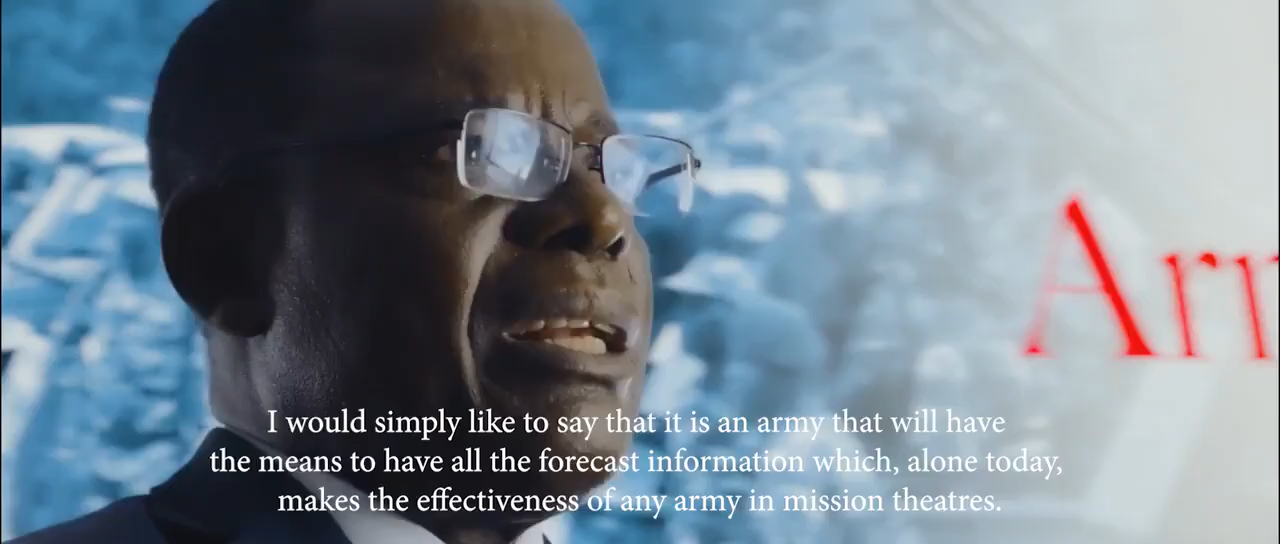 Arr
I would simply like to say that it is an army that will have
the means to have all the forecast information which, alone today,
makes the effectiveness of any army in mission theatres.